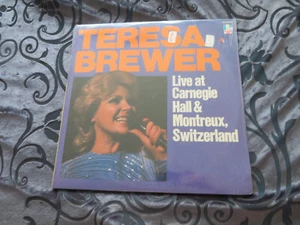 TERESA
BREWER
Live at
Carnegie
Hall &
Montreux,
Switzerland